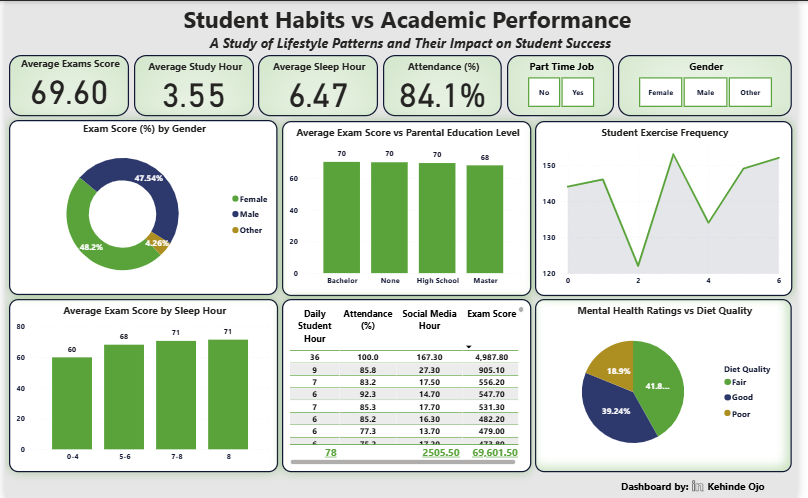 Student Habits vs Academic Performance
A Study of Lifestyle Patterns and Their Impact on Student Success
Average Exams Score
69.60
Average Study Hour
3.55
Average Sleep Hour
6.47
Attendance (%)
84.1%
Part Time Job
No Yes
Gender
Female Male Other
Exam Score (%) by Gender
47.54%
48.2%
4.26%
Female
Male
Other
Average Exam Score vs Parental Education Level
70 70 70 68
60
40
20
0
Bachelor None High School Master
Student Exercise Frequency
150
140
130
120
0 2 4 6
Average Exam Score by Sleep Hour
80
60
40
20
0
60 68 71 71
0-4 5-6 7-8 8
Daily Student Hour Attendance (%) Social Media Hour Exam Score
36 100.0 167.30 4,987.80
9 85.8 27.30 905.10
7 83.2 17.50 556.20
6 92.3 14.70 547.70
7 85.3 17.70 531.30
6 85.2 16.30 482.20
6 77.3 13.70 479.00
78 2505.50 69,601.50
Mental Health Ratings vs Diet Quality
18.9%
41.8...
39.24%
Diet Quality
Fair
Good
Poor
Dashboard by: in Kehinde Ojo